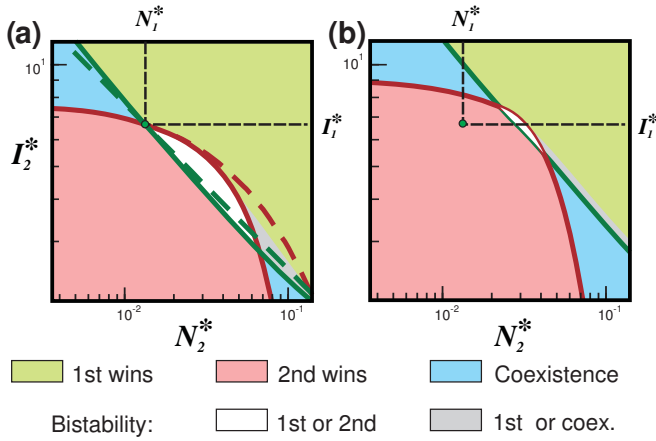 N₁* N₁*
(a) (b)
10¹ 10¹
I₂* I₁* I₁*
10⁻² 10⁻¹ 10⁻² 10⁻¹
N₂* N₂*
1st wins 2nd wins Coexistence
Bistability: 1st or 2nd 1st or coex.